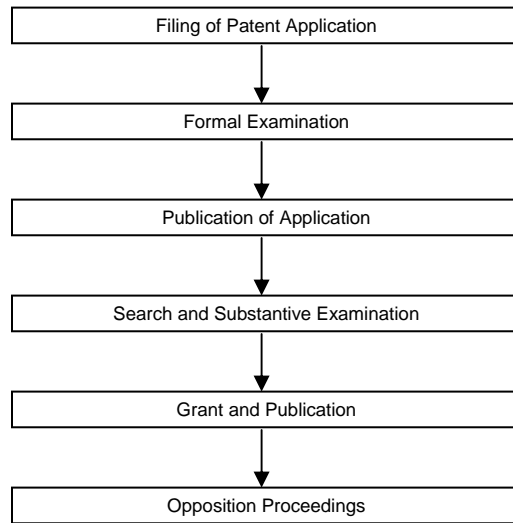 Filing of Patent Application
Formal Examination
Publication of Application
Search and Substantive Examination
Grant and Publication
Opposition Proceedings